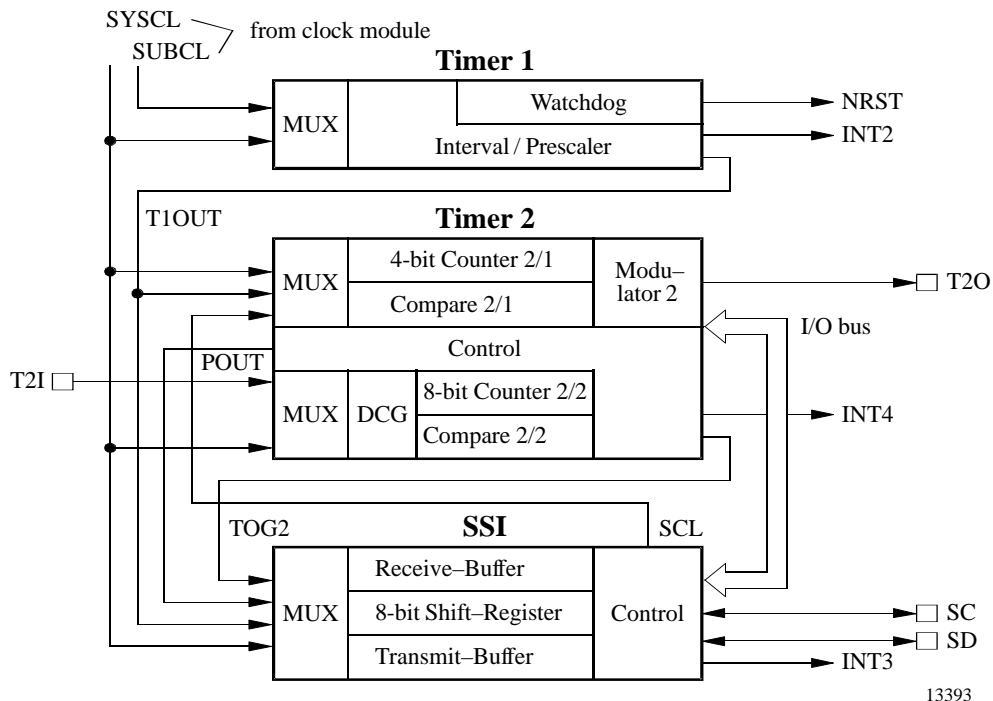 SYSCL
from clock module
SUBCL
Timer 1
MUX
Watchdog
NRST
Interval / Prescaler
INT2
T1OUT
Timer 2
MUX
4-bit Counter 2/1
Compare 2/1
Modu–
lator 2
T2O
I/O bus
Control
POUT
T2I
MUX
DCG
8-bit Counter 2/2
Compare 2/2
INT4
TOG2
SSI
SCL
MUX
Receive–Buffer
8-bit Shift–Register
Transmit–Buffer
Control
SC
SD
INT3
13393